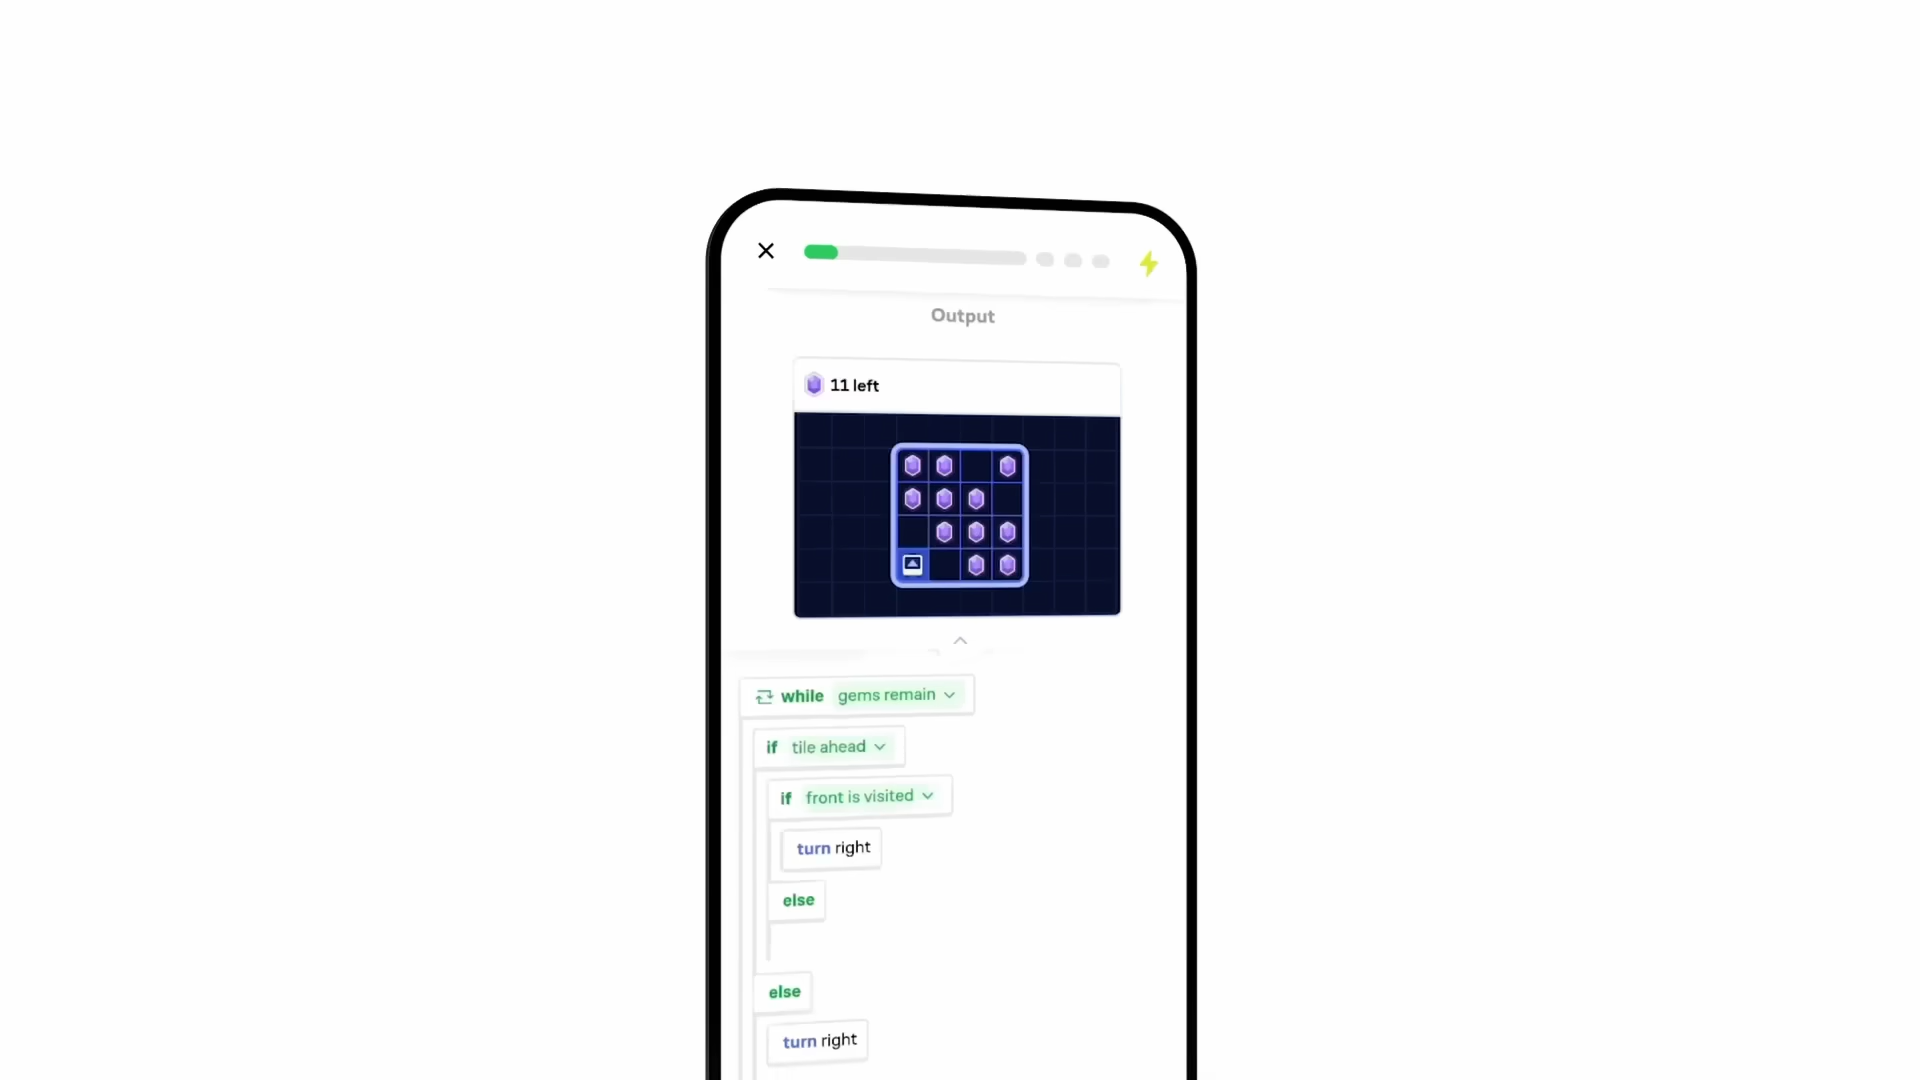 Output
11 left
while gems remain
if tile ahead
if front is visited
turn right
else
else
turn right